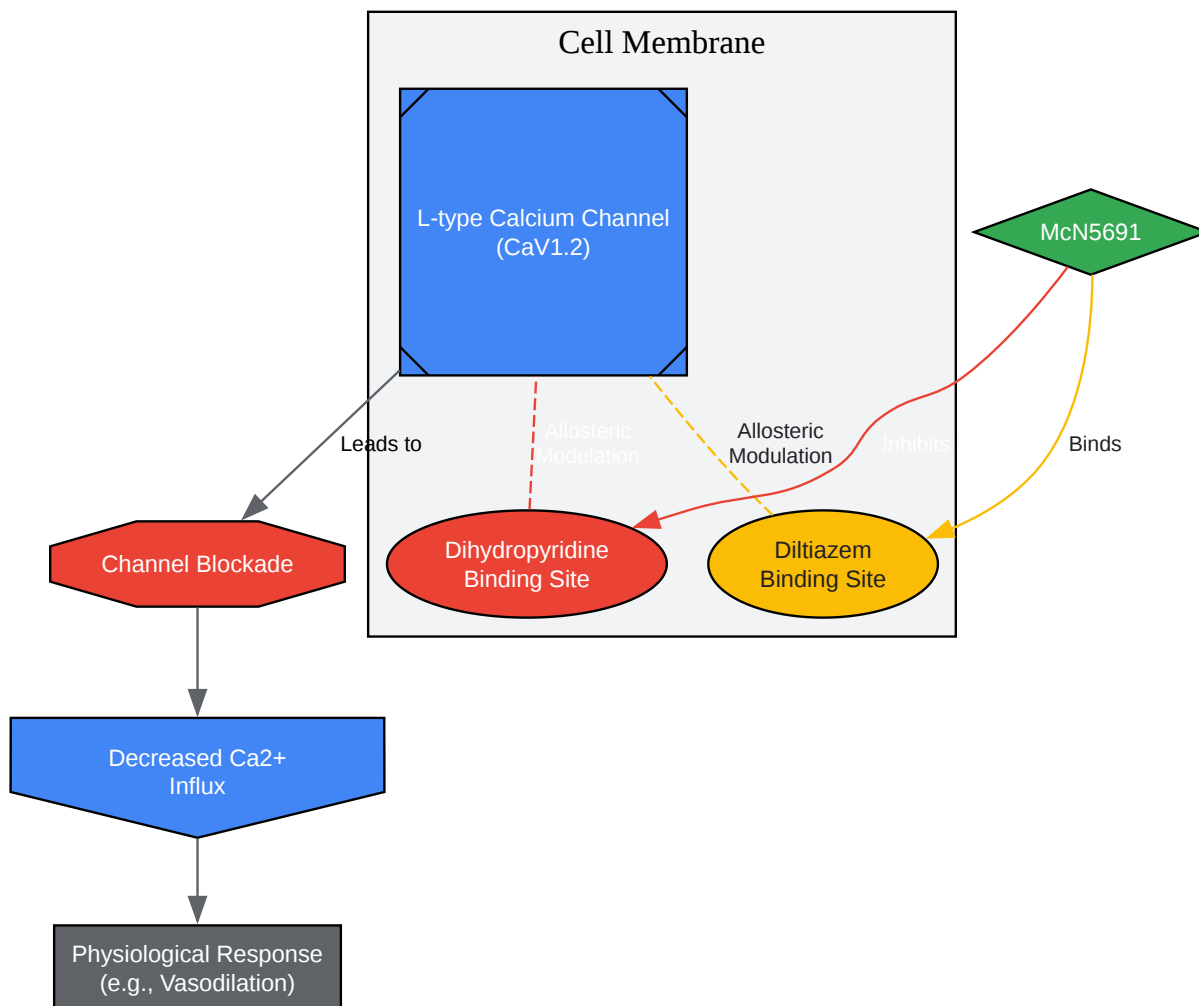 Cell Membrane
L-type Calcium Channel
(CaV1.2)
McN5691
Leads to
Allosteric
Modulation
Allosteric
Modulation
Inhibits
Binds
Channel Blockade
Dihydropyridine
Binding Site
Diltiazem
Binding Site
Decreased Ca2+
Influx
Physiological Response
(e.g., Vasodilation)